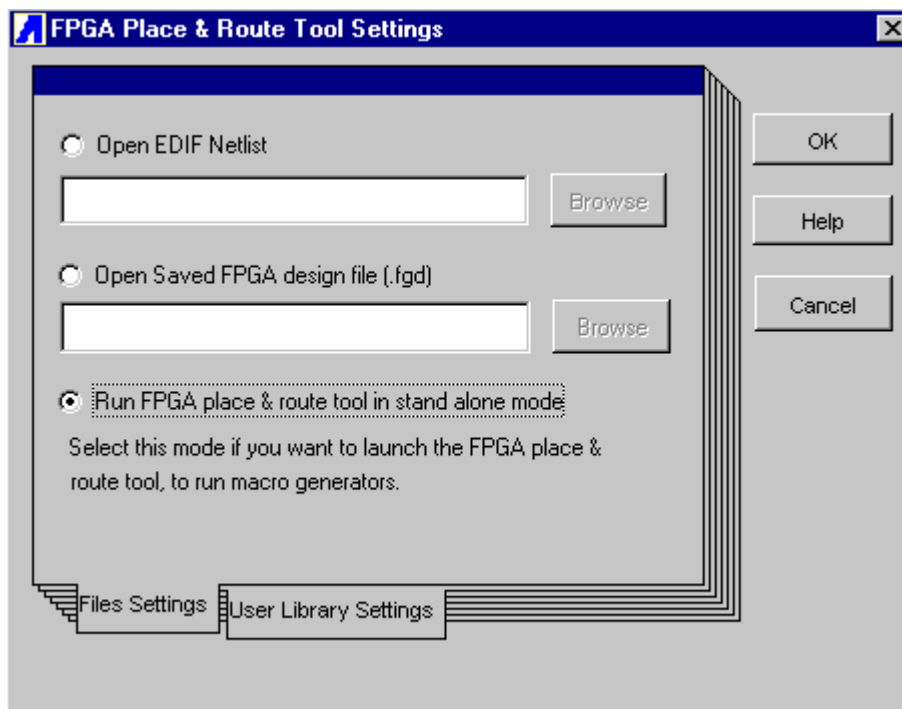 FPGA Place & Route Tool Settings
Open EDIF Netlist
Browse
Open Saved FPGA design file (.fgd)
Browse
Run FPGA place & route tool in stand alone mode
Select this mode if you want to launch the FPGA place &
route tool, to run macro generators.
Files Settings
User Library Settings
OK
Help
Cancel